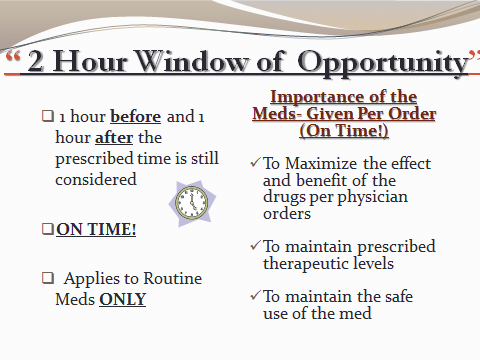 “ 2 Hour Window of Opportunity”
❑ 1 hour before and 1
hour after the
prescribed time is still
considered
❑ON TIME!
❑ Applies to Routine
Meds ONLY
Importance of the
Meds- Given Per Order
(On Time!)
✓To Maximize the effect
and benefit of the
drugs per physician
orders
✓To maintain prescribed
therapeutic levels
✓To maintain the safe
use of the med